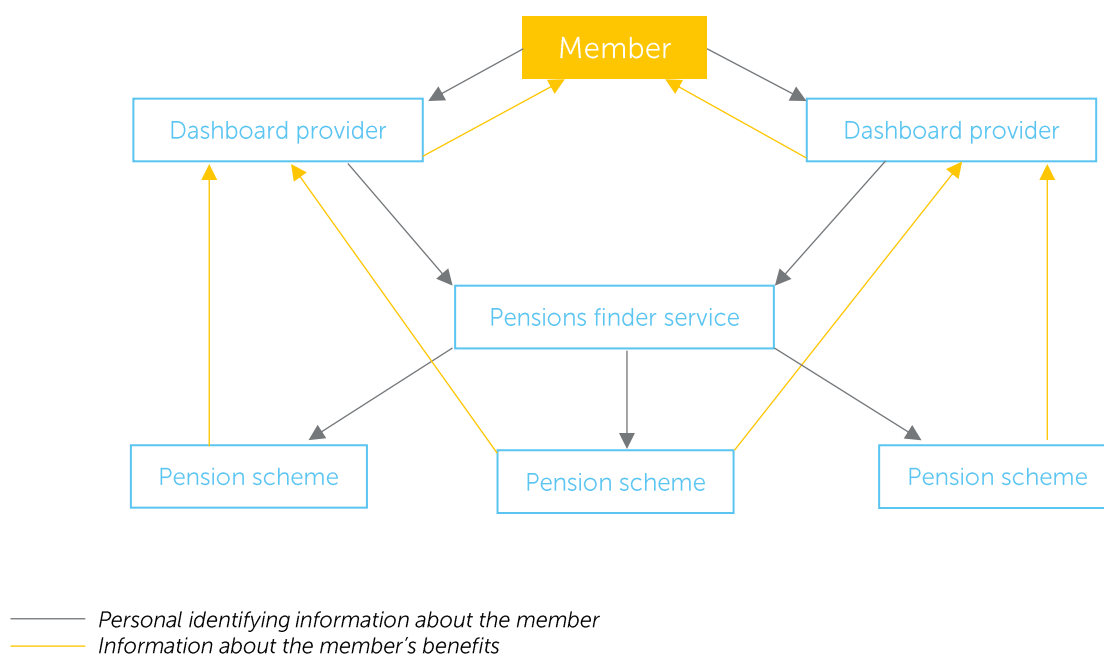 Member
Dashboard provider
Dashboard provider
Pensions finder service
Pension scheme
Pension scheme
Pension scheme
Personal identifying information about the member
Information about the member's benefits